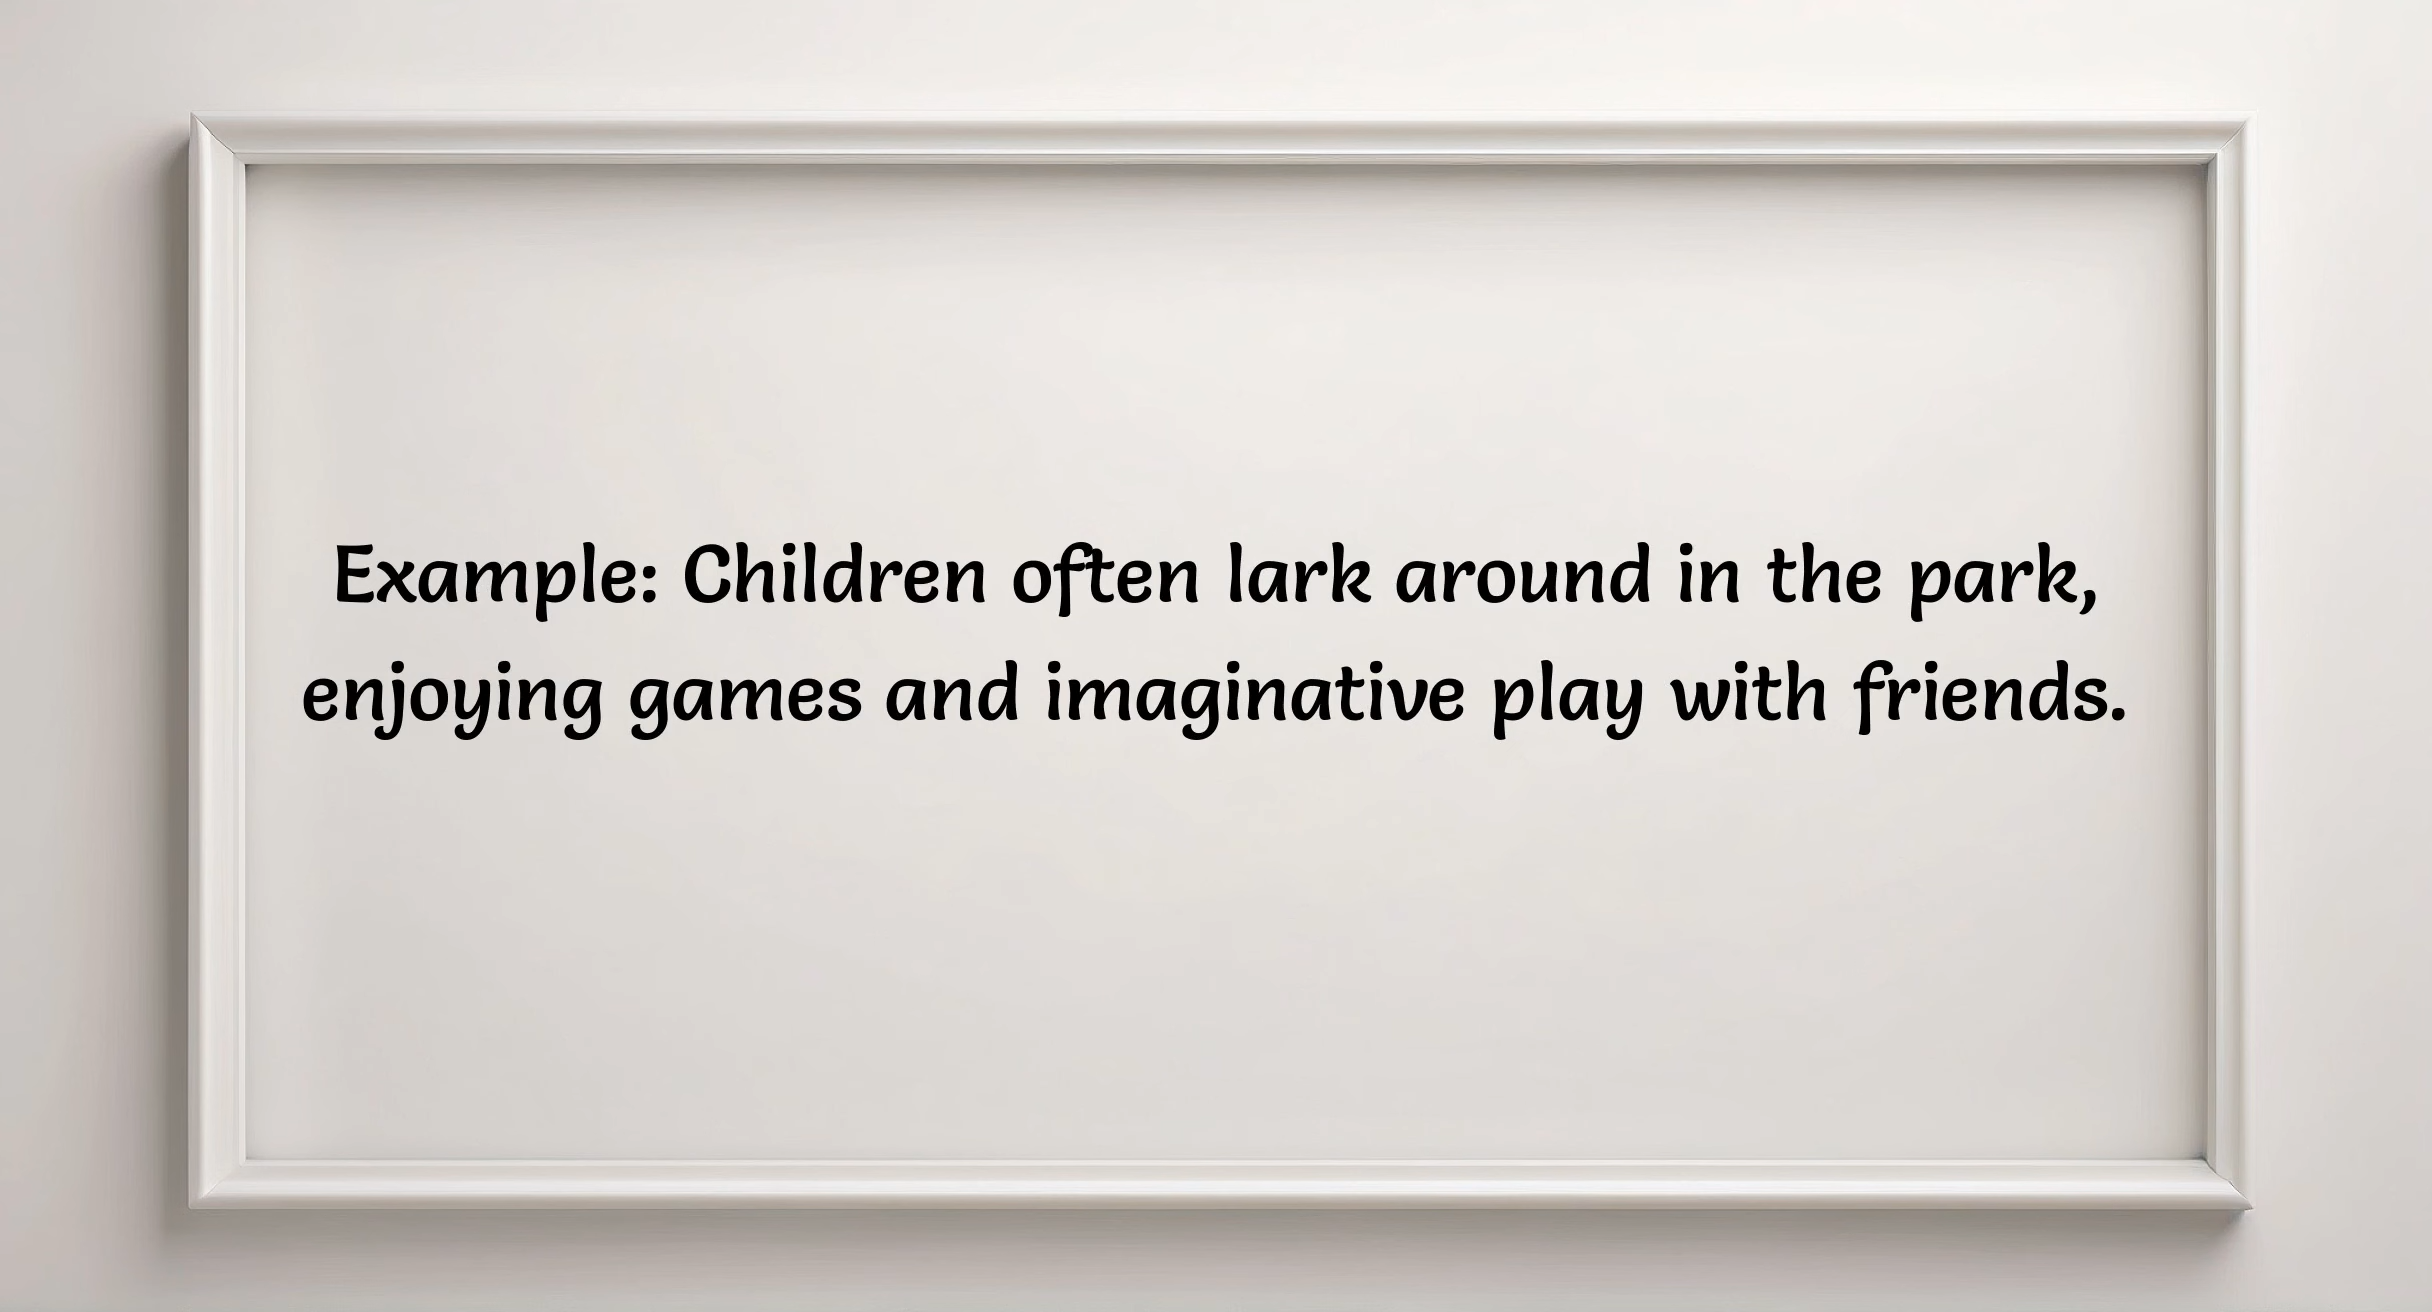 Example: Children often lark around in the park,
enjoying games and imaginative play with friends.